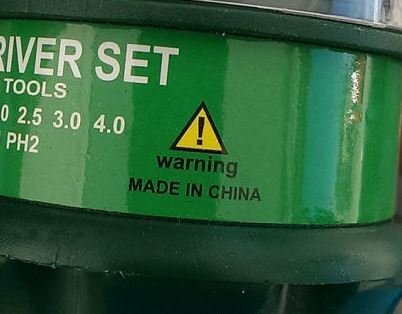 RIVER SET
TOOLS
0 2.5 3.0 4.0
PH2
warning
MADE IN CHINA